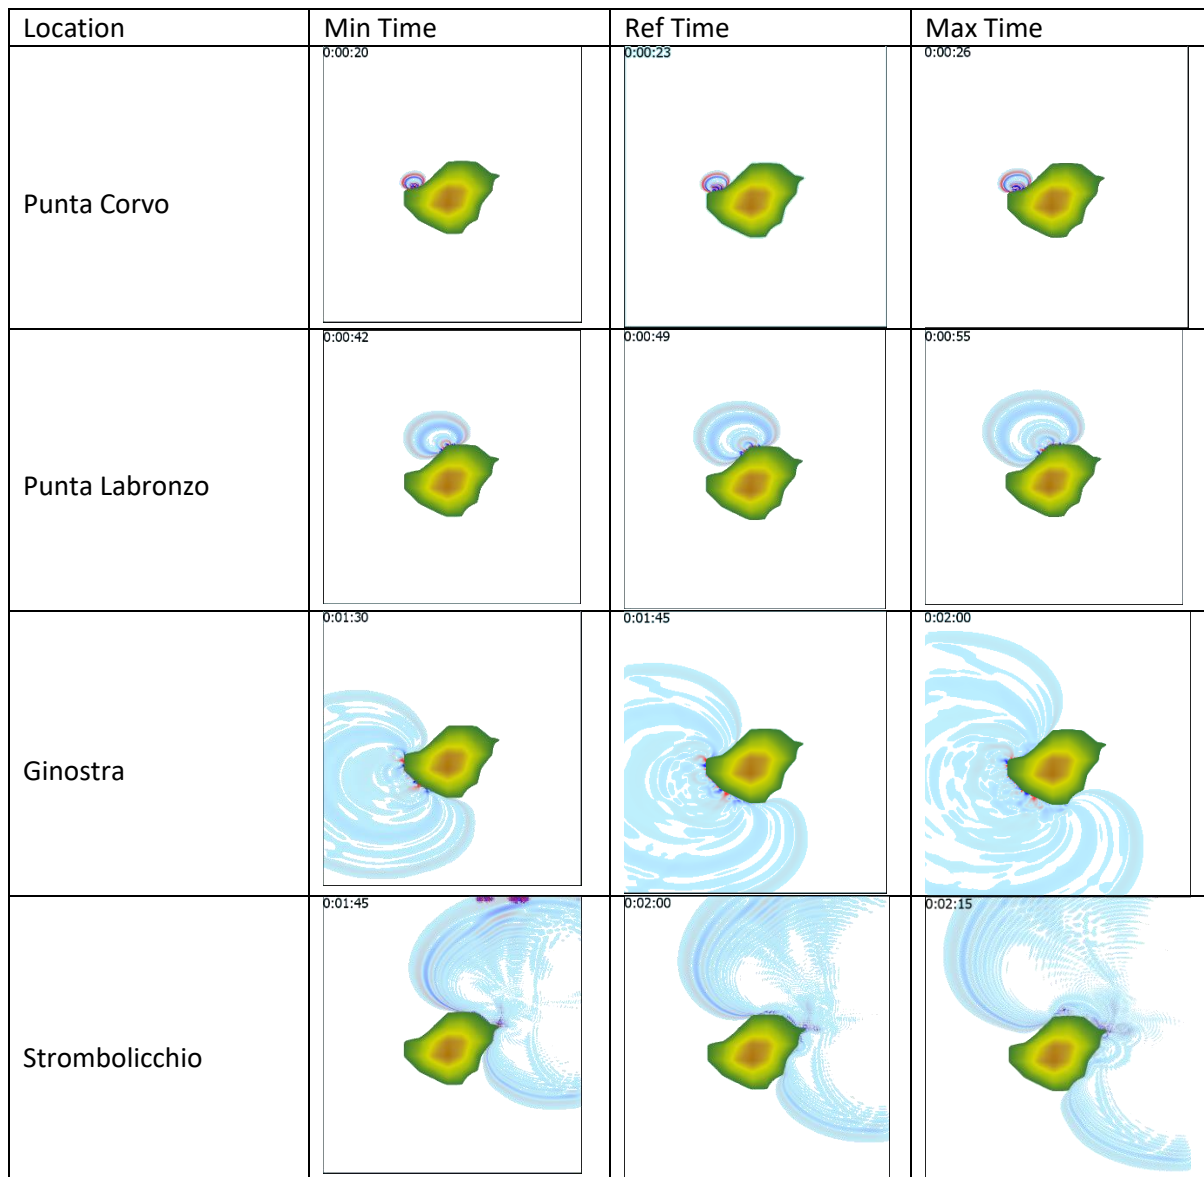 Location Min Time Ref Time Max Time
0:00:20 0:00:23 0:00:26
Punta Corvo
0:00:42 0:00:49 0:00:55
Punta Labronzo
0:01:30 0:01:45 0:02:00
Ginostra
0:01:45 0:02:00 0:02:15
Strombolicchio